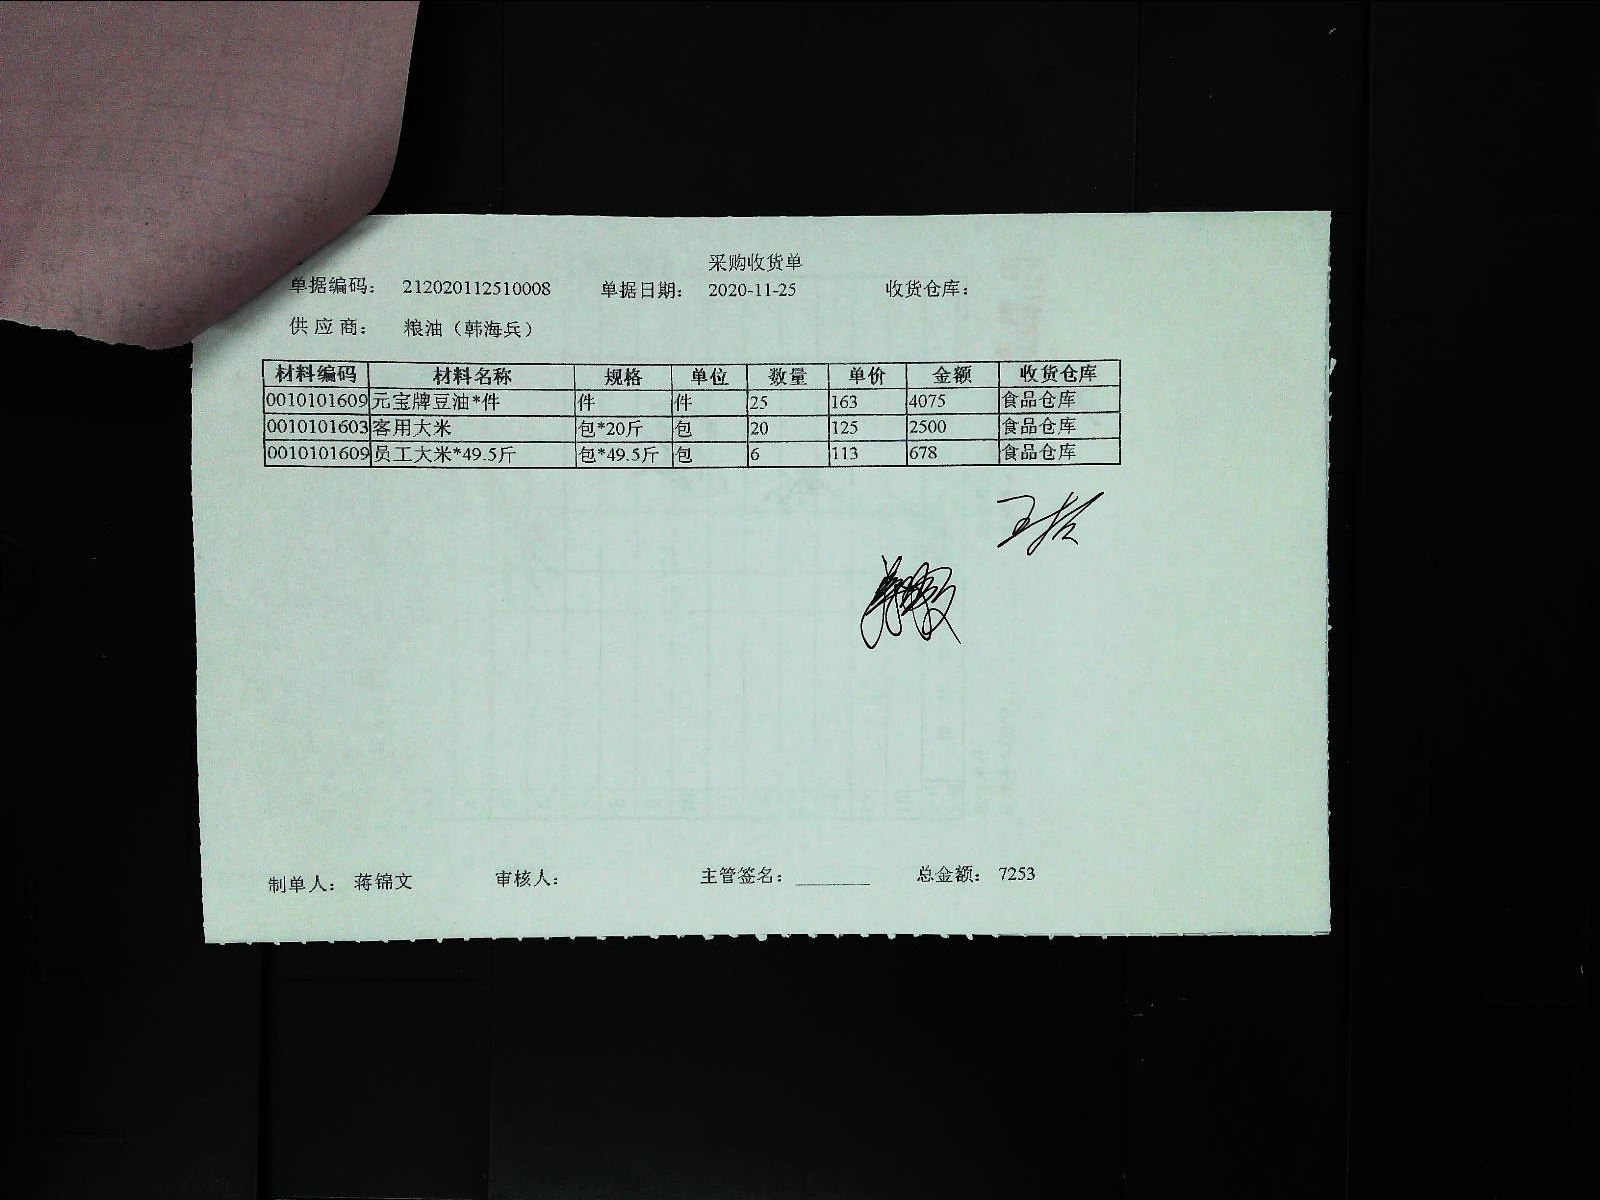 采购收货单
单据编码： 212020112510008 单据日期： 2020-11-25 收货仓库：
供应商： 粮油（韩海兵）
材料编码 材料名称 规格 单位 数量 单价 金额 收货仓库
0010101609 元宝牌豆油*件 件 件 25 163 4075 食品仓库
0010101603 客用大米 包*20斤 包 20 125 2500 食品仓库
0010101609 员工大米*49.5斤 包*49.5斤 包 6 113 678 食品仓库
制单人： 蒋锦文 审核人： 主管签名： ________ 总金额： 7253